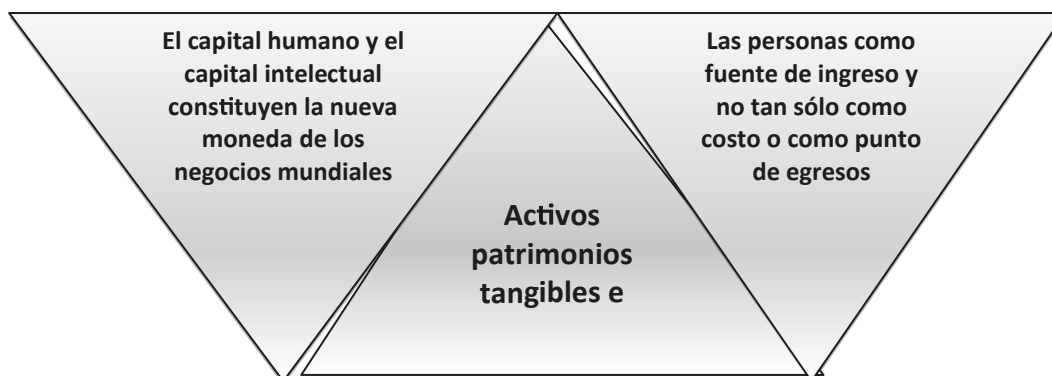 El capital humano y el
capital intelectual
constituyen la nueva
moneda de los
negocios mundiales
Las personas como
fuente de ingreso y
no tan sólo como
costo o como punto
de egresos
Activos
patrimonios
tangibles e